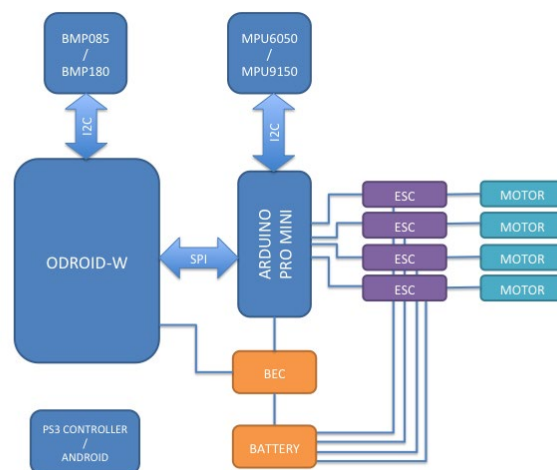 BMP085
/
BMP180
MPU6050
/
MPU9150
I2C
I2C
ODROID-W
SPI
ARDUINO
PRO MINI
ESC
MOTOR
ESC
MOTOR
ESC
MOTOR
ESC
MOTOR
BEC
BATTERY
PS3 CONTROLLER
/
ANDROID